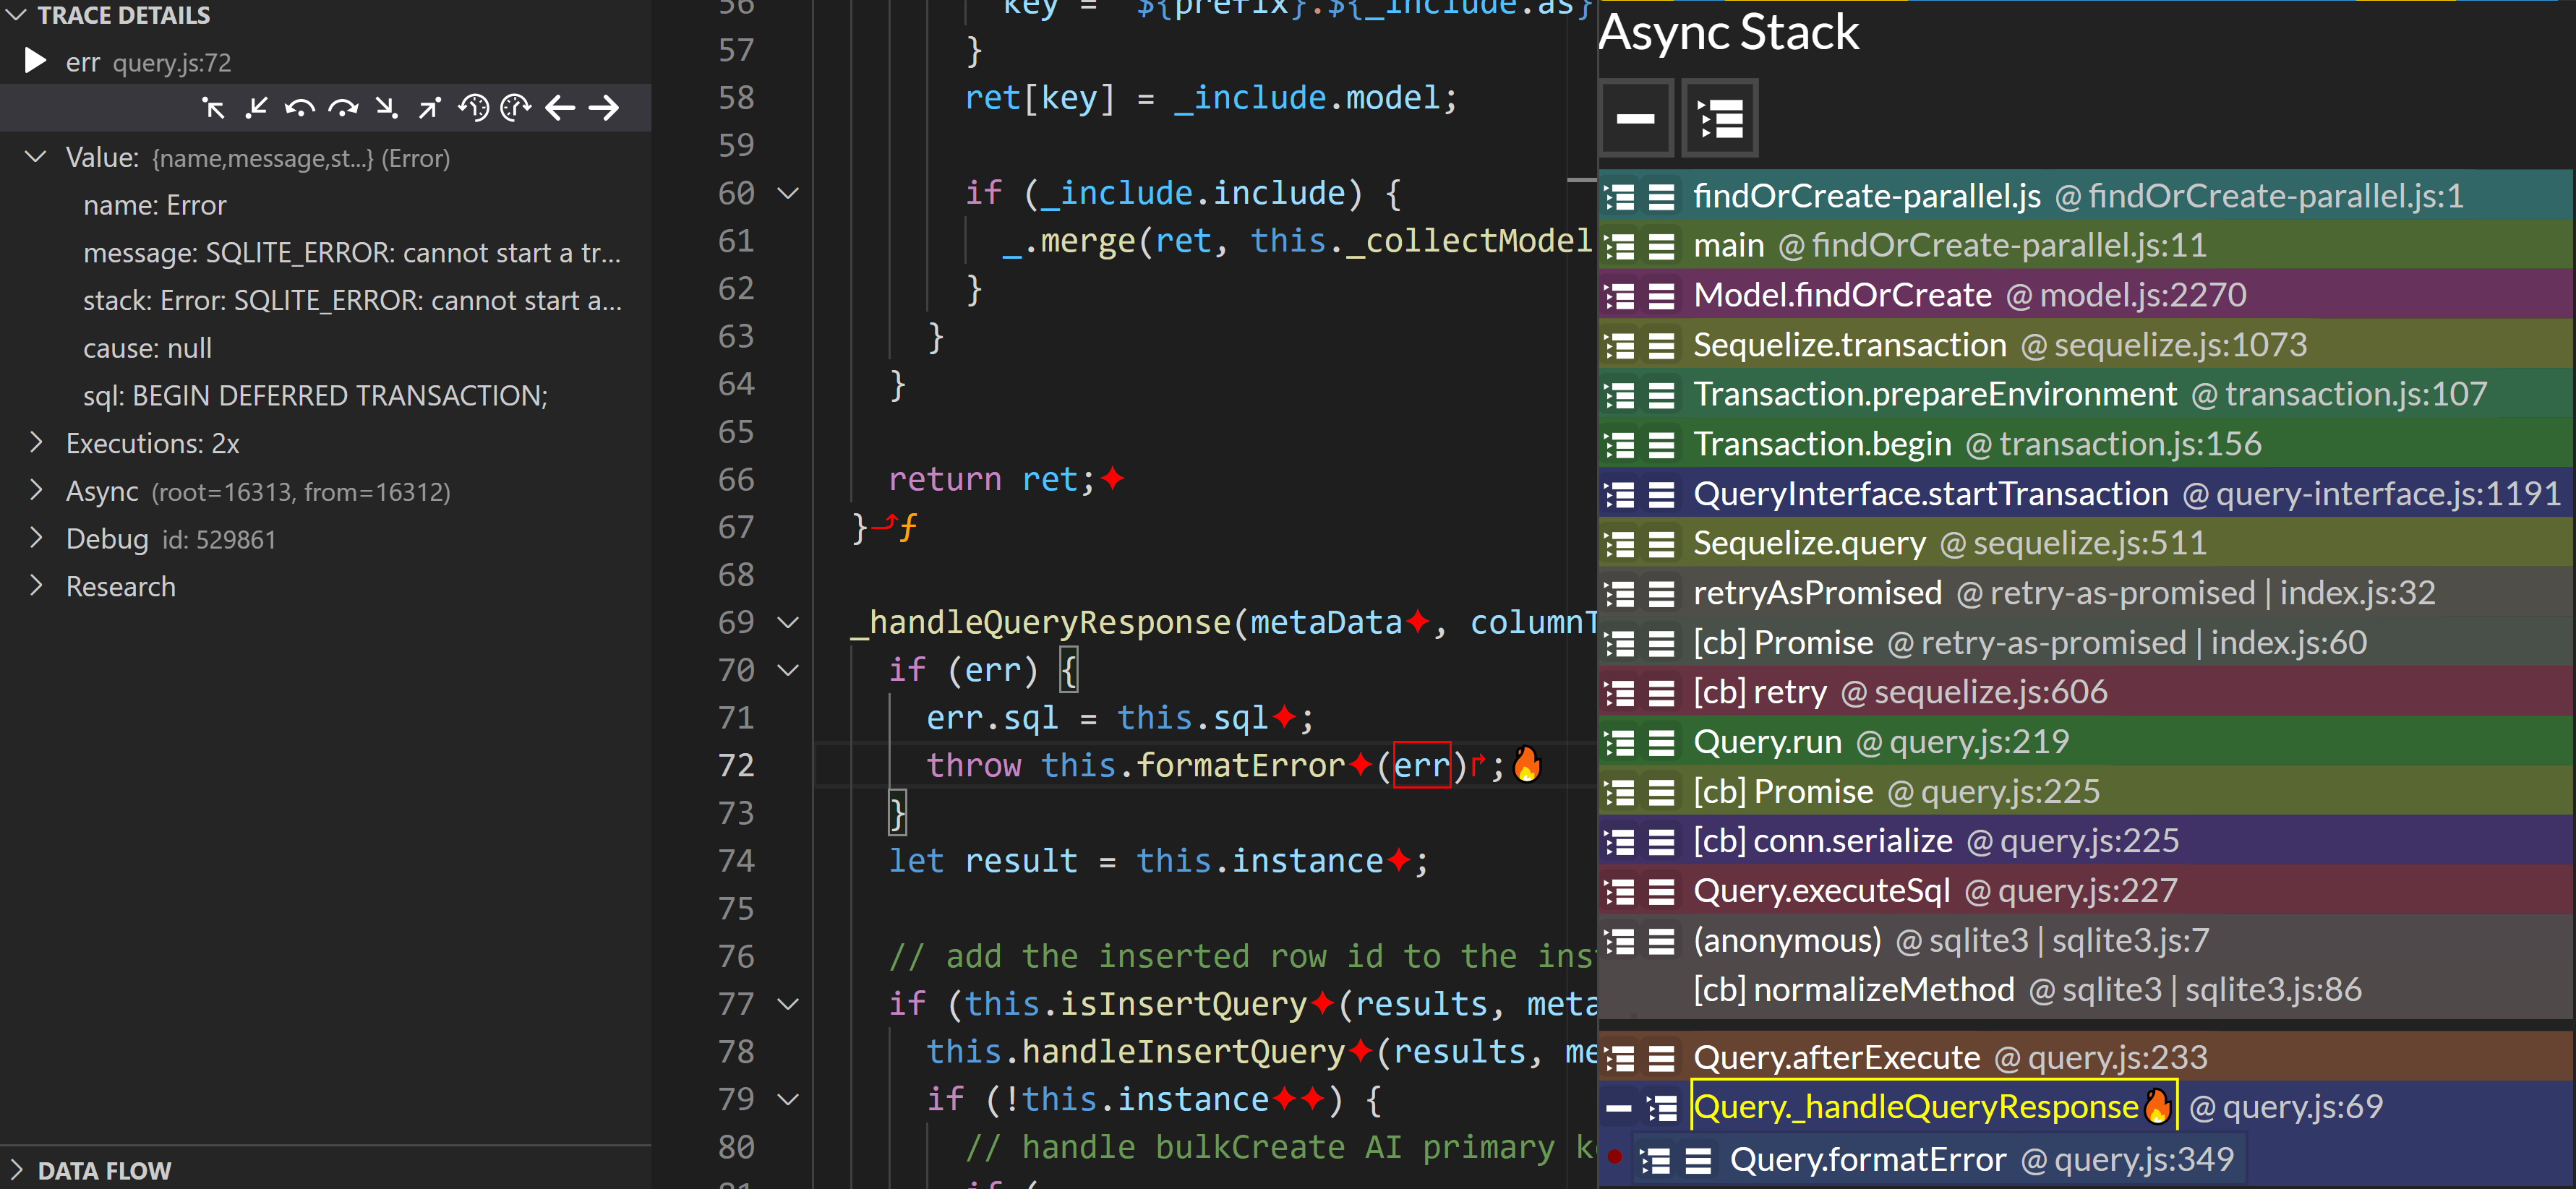 TRACE DETAILS
err query.js:72
Value: {name,message,st...} (Error)
name: Error
message: SQLITE_ERROR: cannot start a tr...
stack: Error: SQLITE_ERROR: cannot start a...
cause: null
sql: BEGIN DEFERRED TRANSACTION;
Executions: 2x
Async (root=16313, from=16312)
Debug id: 529861
Research
DATA FLOW
56 key = `${prefix}.${_include.as}
57 }
58 ret[key] = _include.model;
59
60 if (_include.include) {
61 _.merge(ret, this._collectModel
62 }
63 }
64 }
65
66 return ret;
67 } f
68
69 _handleQueryResponse(metaData, columnT
70 if (err) {
71 err.sql = this.sql;
72 throw this.formatError(err);
73 }
74 let result = this.instance;
75
76 // add the inserted row id to the ins
77 if (this.isInsertQuery(results, meta
78 this.handleInsertQuery(results, me
79 if (!this.instance) {
80 // handle bulkCreate AI primary k
81 if (
Async Stack
findOrCreate-parallel.js @ findOrCreate-parallel.js:1
main @ findOrCreate-parallel.js:11
Model.findOrCreate @ model.js:2270
Sequelize.transaction @ sequelize.js:1073
Transaction.prepareEnvironment @ transaction.js:107
Transaction.begin @ transaction.js:156
QueryInterface.startTransaction @ query-interface.js:1191
Sequelize.query @ sequelize.js:511
retryAsPromised @ retry-as-promised | index.js:32
[cb] Promise @ retry-as-promised | index.js:60
[cb] retry @ sequelize.js:606
Query.run @ query.js:219
[cb] Promise @ query.js:225
[cb] conn.serialize @ query.js:225
Query.executeSql @ query.js:227
(anonymous) @ sqlite3 | sqlite3.js:7
[cb] normalizeMethod @ sqlite3 | sqlite3.js:86
Query.afterExecute @ query.js:233
Query._handleQueryResponse🔥 @ query.js:69
Query.formatError @ query.js:349